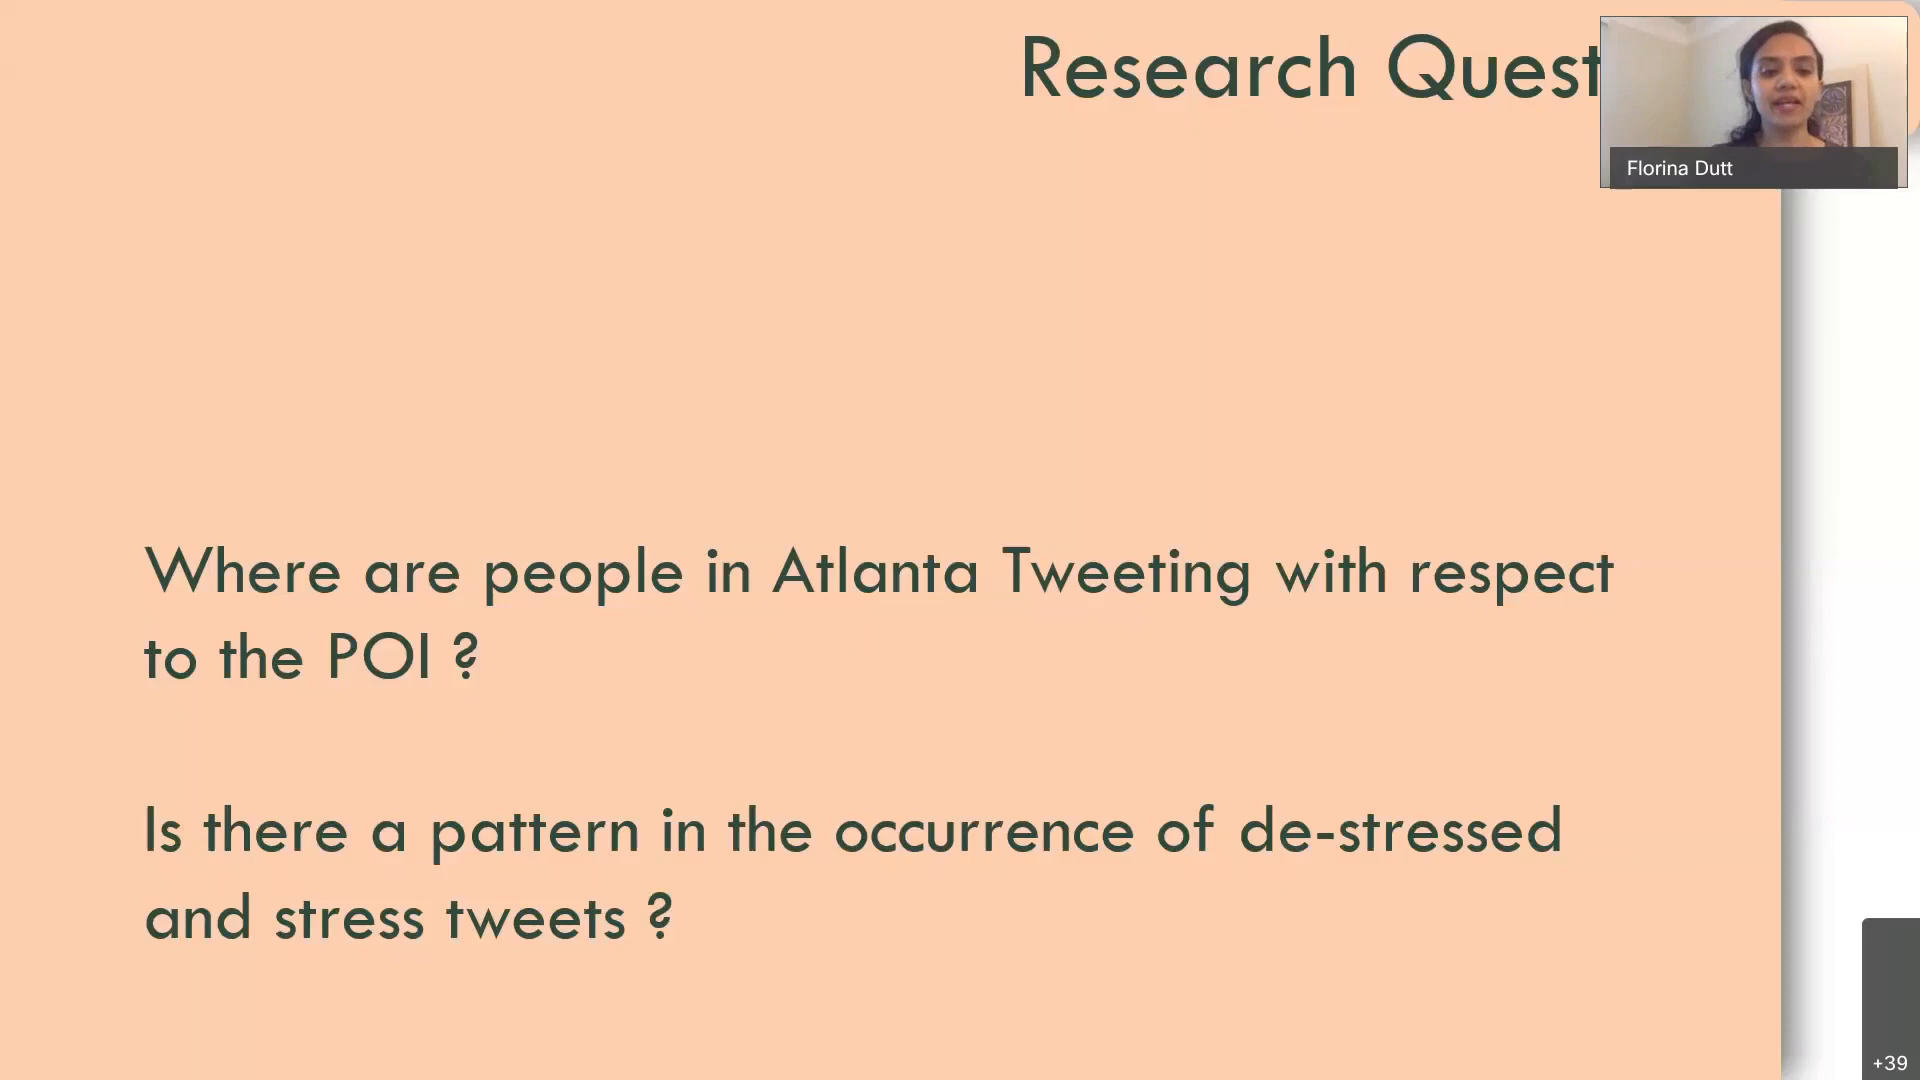 Research Quest
Florina Dutt
Where are people in Atlanta Tweeting with respect
to the POI ?
Is there a pattern in the occurrence of de-stressed
and stress tweets ?
+39